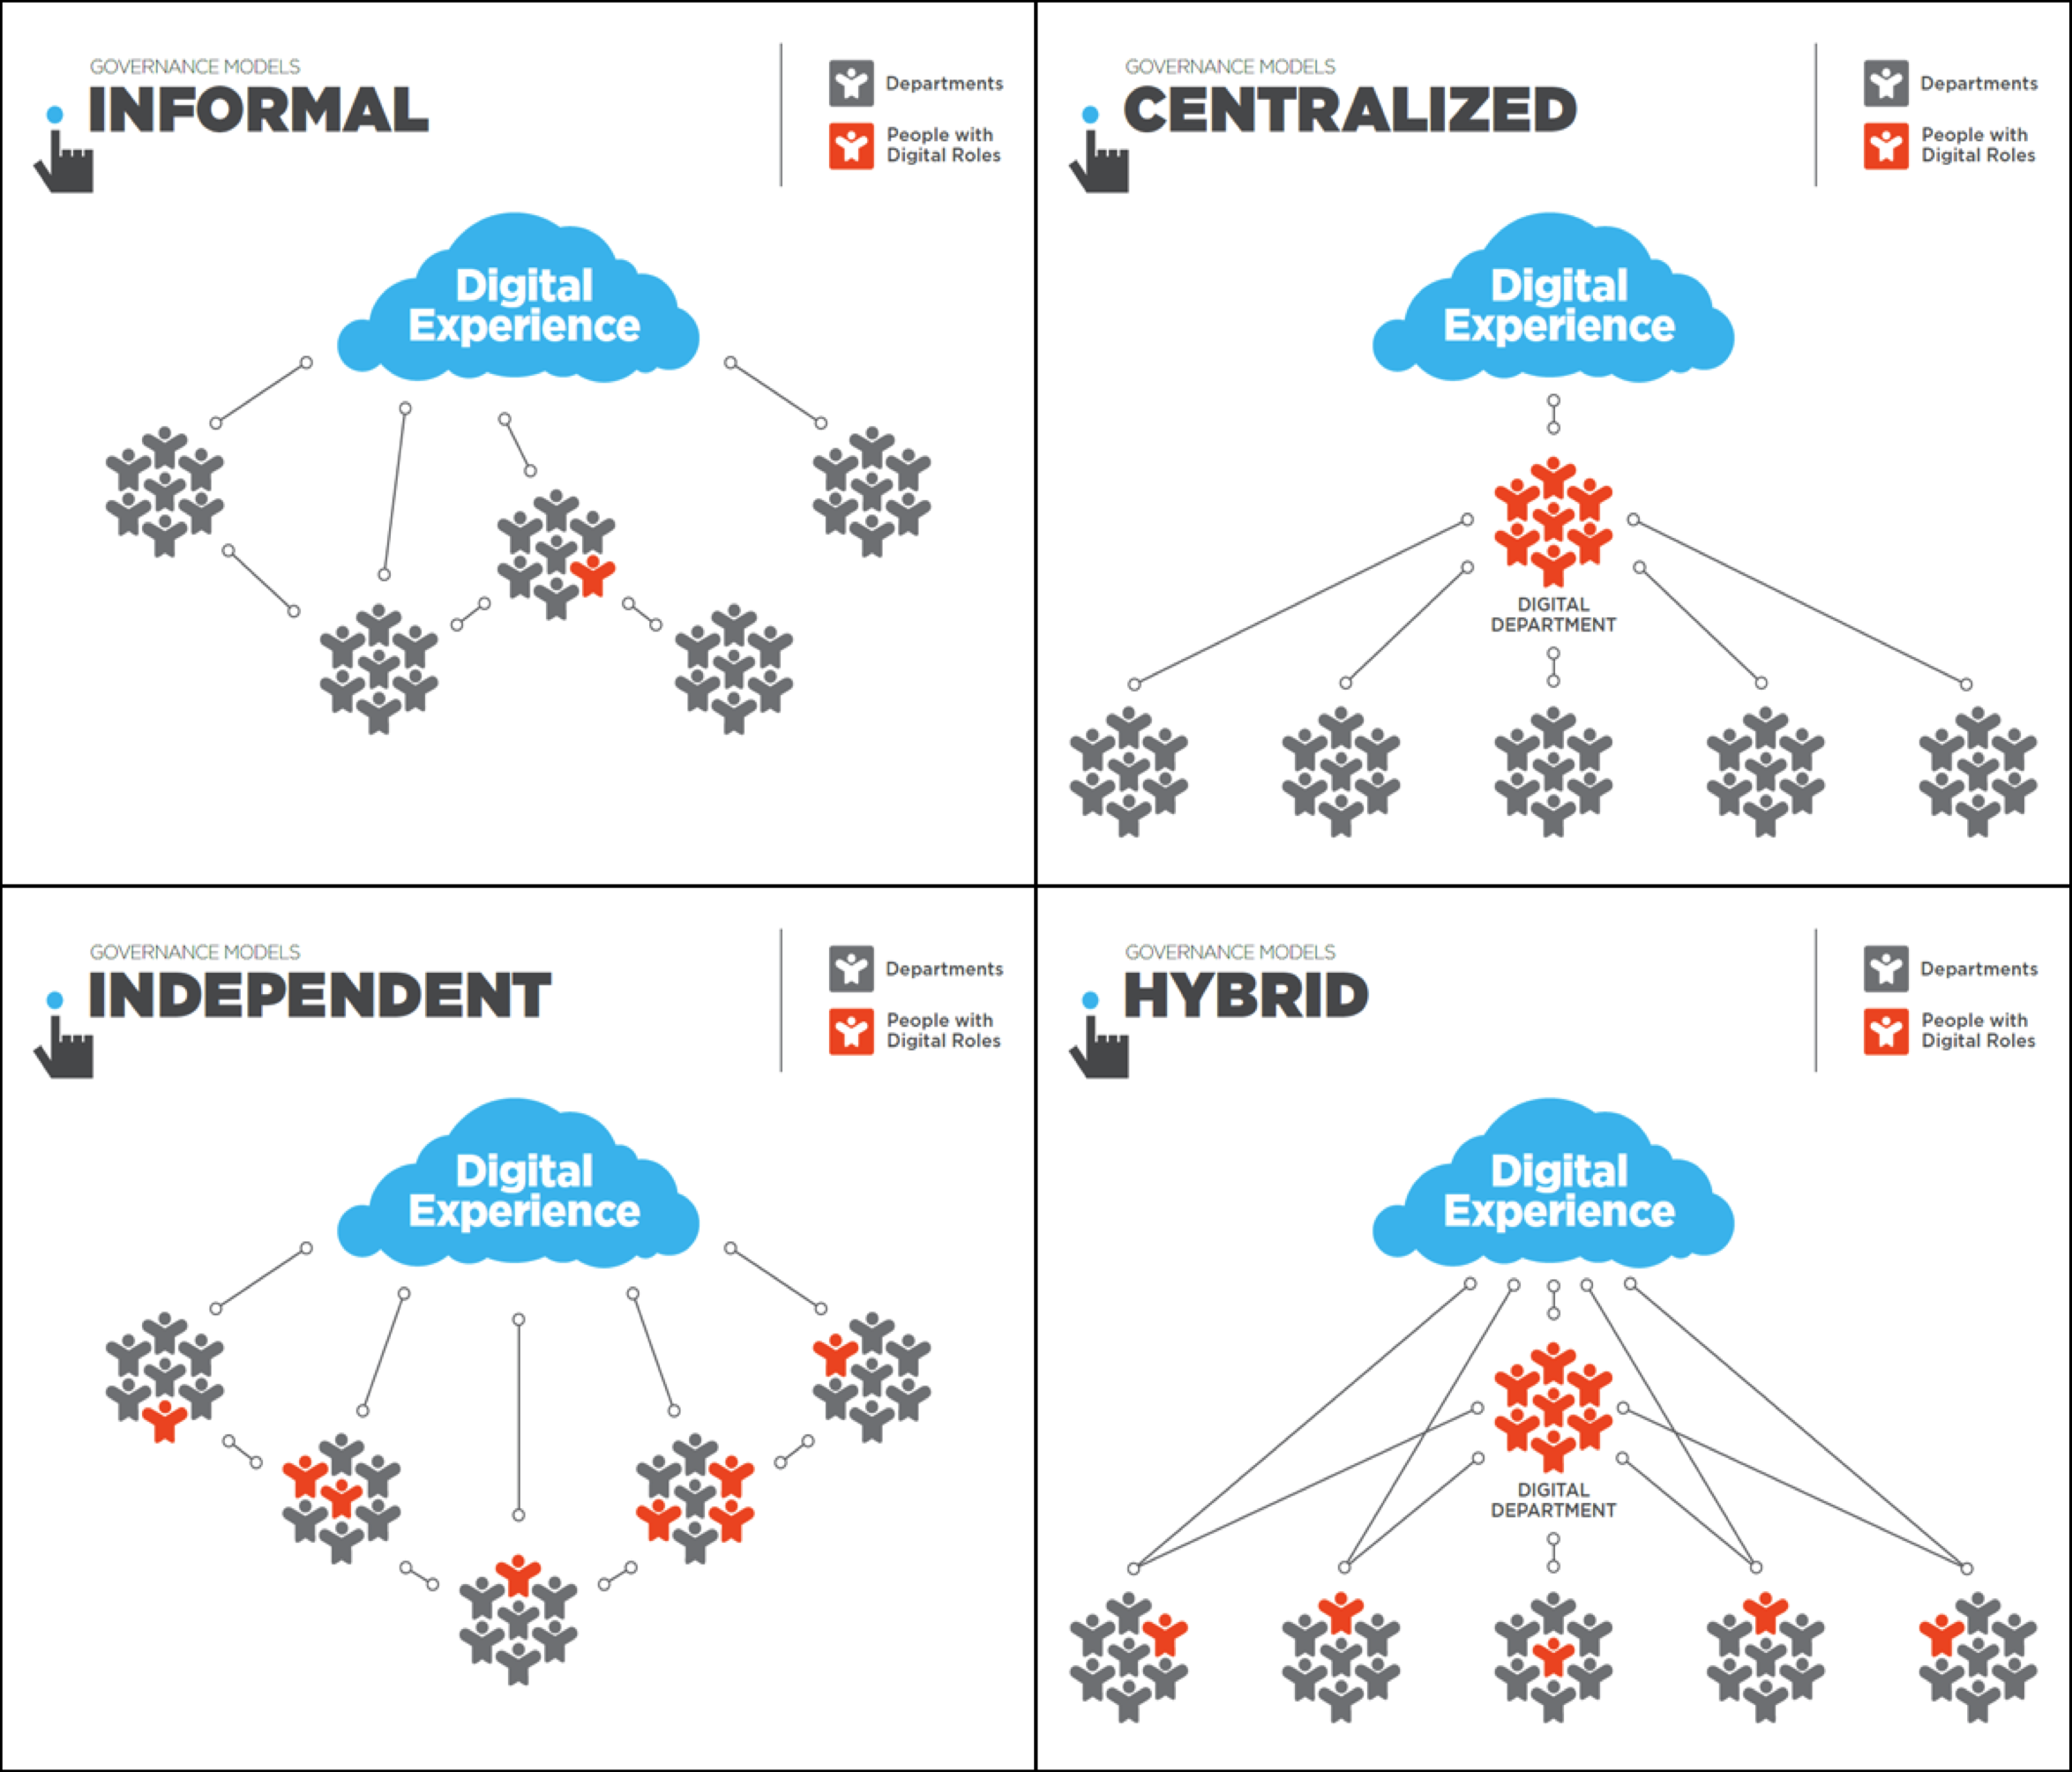 GOVERNANCE MODELS
INFORMAL
Departments
People with
Digital Roles
Digital
Experience
GOVERNANCE MODELS
CENTRALIZED
Departments
People with
Digital Roles
Digital
Experience
DIGITAL
DEPARTMENT
GOVERNANCE MODELS
INDEPENDENT
Departments
People with
Digital Roles
Digital
Experience
GOVERNANCE MODELS
HYBRID
Departments
People with
Digital Roles
Digital
Experience
DIGITAL
DEPARTMENT